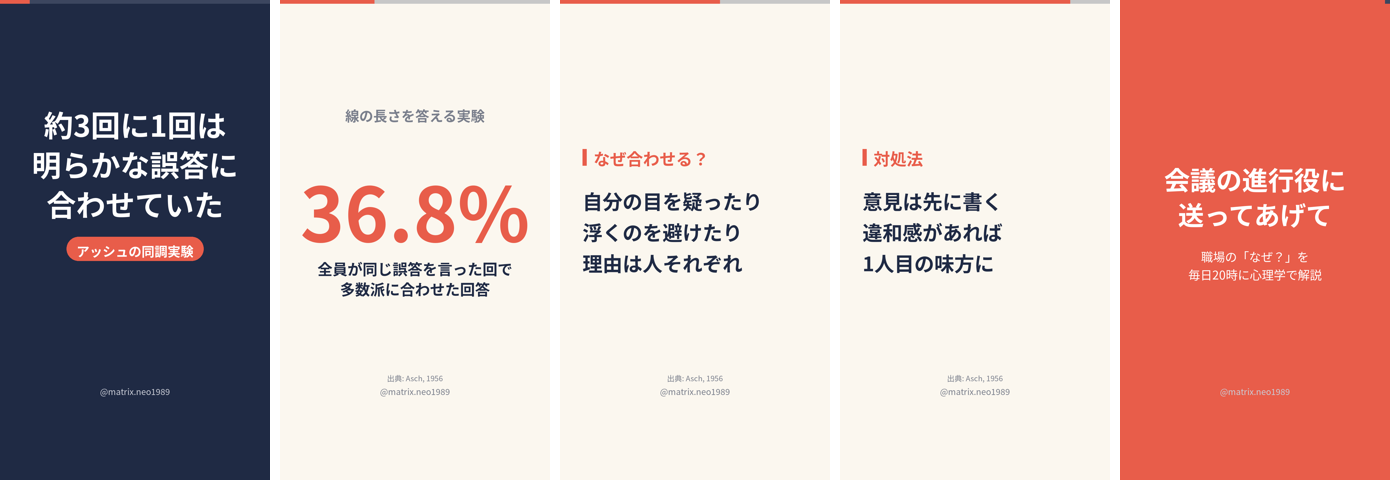 約3回に1回は
明らかな誤答に
合わせていた
アッシュの同調実験
@matrix.neo1989
線の長さを答える実験
36.8%
全員が同じ誤答を言った回で
多数派に合わせた回答
出典: Asch, 1956
@matrix.neo1989
なぜ合わせる？
自分の目を疑ったり
浮くのを避けたり
理由は人それぞれ
出典: Asch, 1956
@matrix.neo1989
対処法
意見は先に書く
違和感があれば
1人目の味方に
出典: Asch, 1956
@matrix.neo1989
会議の進行役に
送ってあげて
職場の「なぜ？」を
毎日20時に心理学で解説
@matrix.neo1989